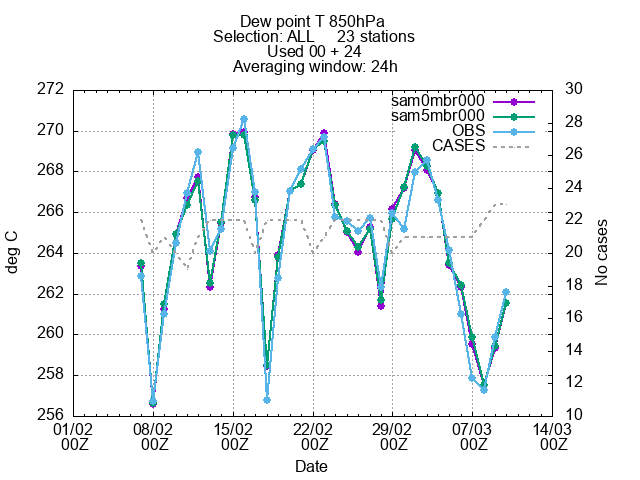 Dew point T 850hPa
Selection: ALL 23 stations
Used 00 + 24
Averaging window: 24h
272 30
sam0mbr000
sam5mbr000
OBS
CASES
270 28
268 26
266 24
264 22
262 20
260 18
258 16
256 14
12
10
deg C
No cases
01/02 08/02 15/02 22/02 29/02 07/03 14/03
00Z 00Z 00Z 00Z 00Z 00Z 00Z
Date